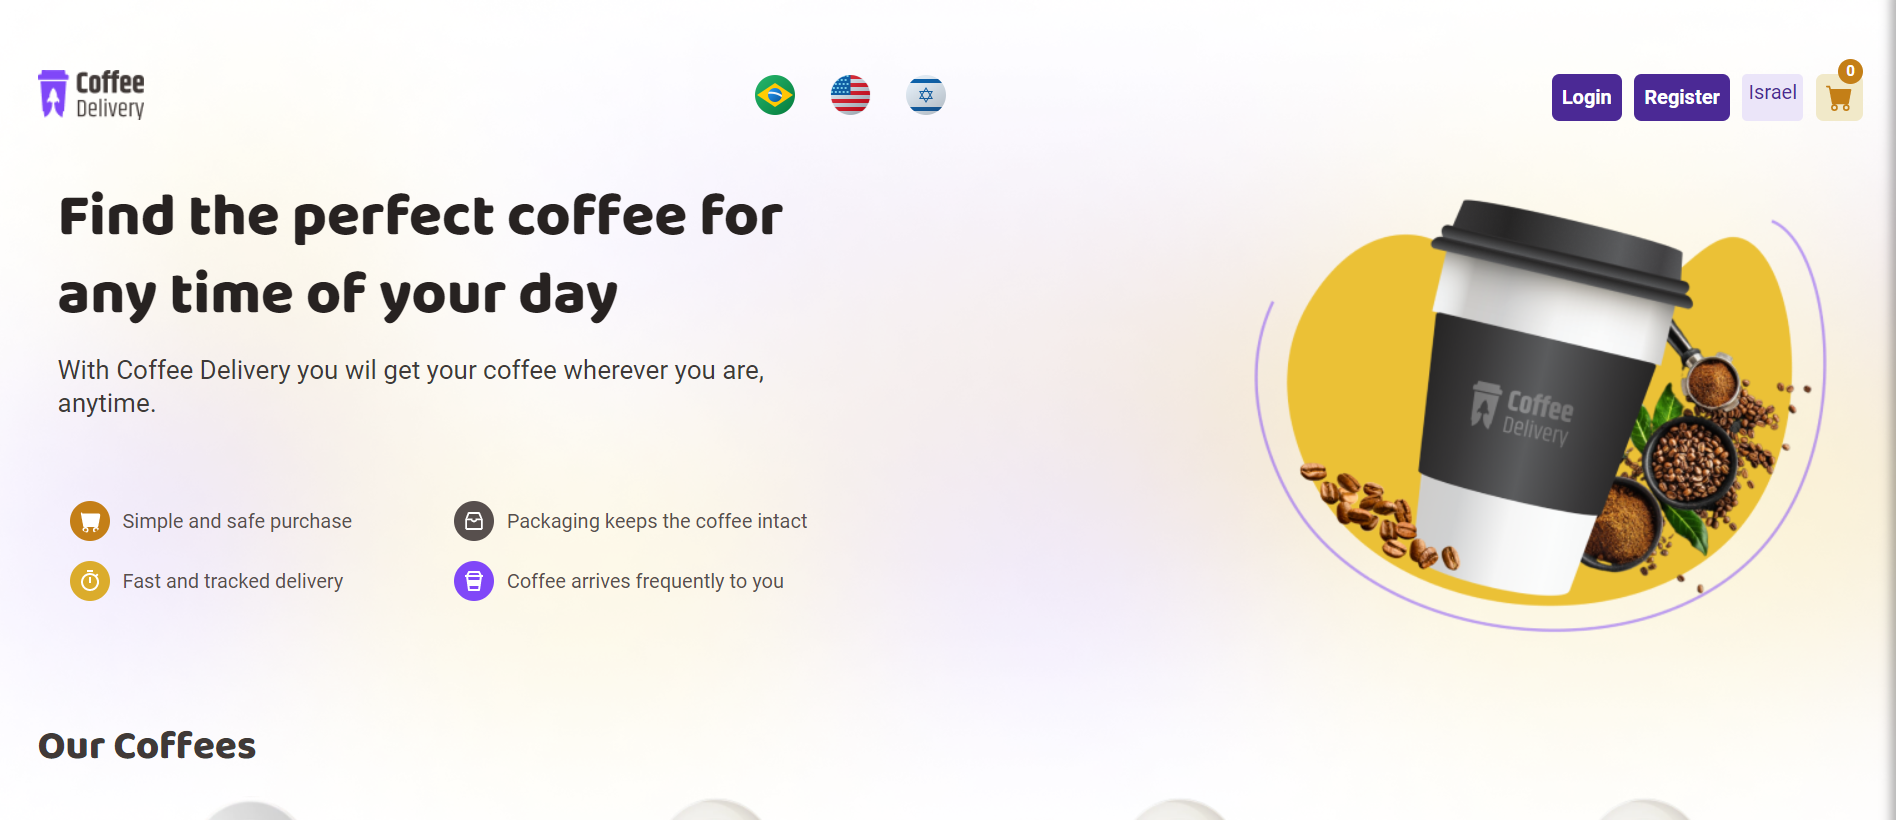 Coffee
Delivery
Login
Register
Israel
0
Find the perfect coffee for
any time of your day
With Coffee Delivery you wil get your coffee wherever you are,
anytime.
Simple and safe purchase
Packaging keeps the coffee intact
Fast and tracked delivery
Coffee arrives frequently to you
Coffee
Delivery
Our Coffees